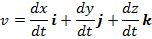 v = dx/dt i + dy/dt j + dz/dt k